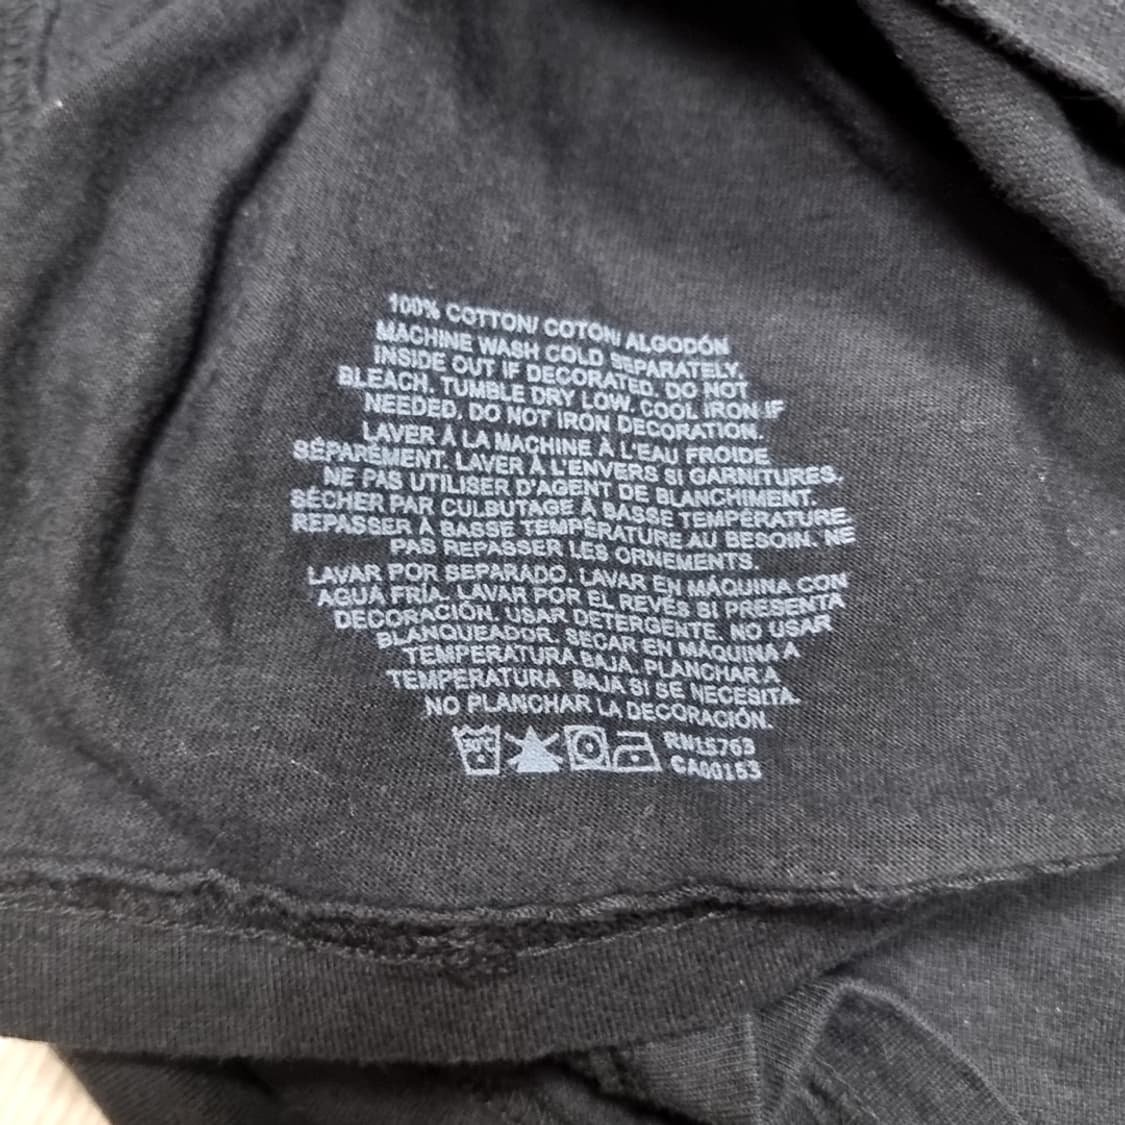 100% COTTON/ COTON/ ALGODÓN
MACHINE WASH COLD SEPARATELY,
INSIDE OUT IF DECORATED. DO NOT
BLEACH. TUMBLE DRY LOW. COOL IRON IF
NEEDED. DO NOT IRON DECORATION.
LAVER À LA MACHINE À L'EAU FROIDE
SÉPARÉMENT. LAVER À L'ENVERS SI GARNITURES.
NE PAS UTILISER D'AGENT DE BLANCHIMENT.
SÉCHER PAR CULBUTAGE À BASSE TEMPÉRATURE.
REPASSER À BASSE TEMPÉRATURE AU BESOIN. NE
PAS REPASSER LES ORNEMENTS.
LAVAR POR SEPARADO. LAVAR EN MÁQUINA CON
AGUA FRÍA. LAVAR POR EL REVÉS SI PRESENTA
DECORACIÓN. USAR DETERGENTE. NO USAR
BLANQUEADOR. SECAR EN MÁQUINA A
TEMPERATURA BAJA. PLANCHAR A
TEMPERATURA BAJA SI SE NECESITA.
NO PLANCHAR LA DECORACIÓN.
30°C RN15763
CA00153